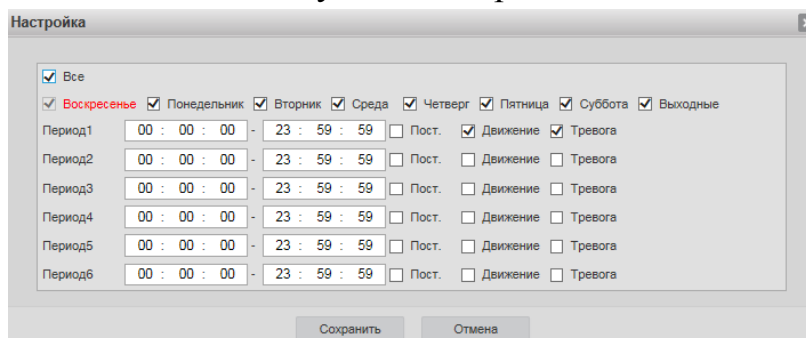 Настройка
Все
Воскресенье Понедельник Вторник Среда Четверг Пятница Суббота Выходные
Период1 00 : 00 : 00 - 23 : 59 : 59 Пост. Движение Тревога
Период2 00 : 00 : 00 - 23 : 59 : 59 Пост. Движение Тревога
Период3 00 : 00 : 00 - 23 : 59 : 59 Пост. Движение Тревога
Период4 00 : 00 : 00 - 23 : 59 : 59 Пост. Движение Тревога
Период5 00 : 00 : 00 - 23 : 59 : 59 Пост. Движение Тревога
Период6 00 : 00 : 00 - 23 : 59 : 59 Пост. Движение Тревога
Сохранить Отмена